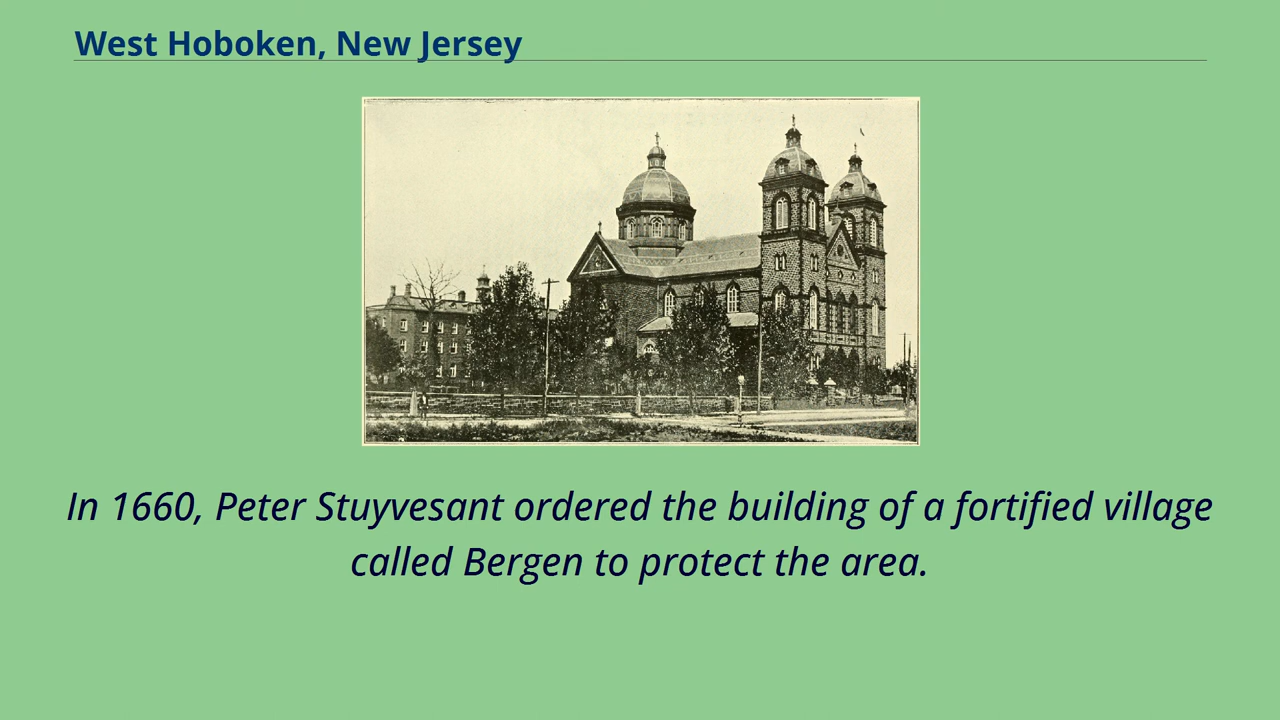 West Hoboken, New Jersey
In 1660, Peter Stuyvesant ordered the building of a fortified village
called Bergen to protect the area.